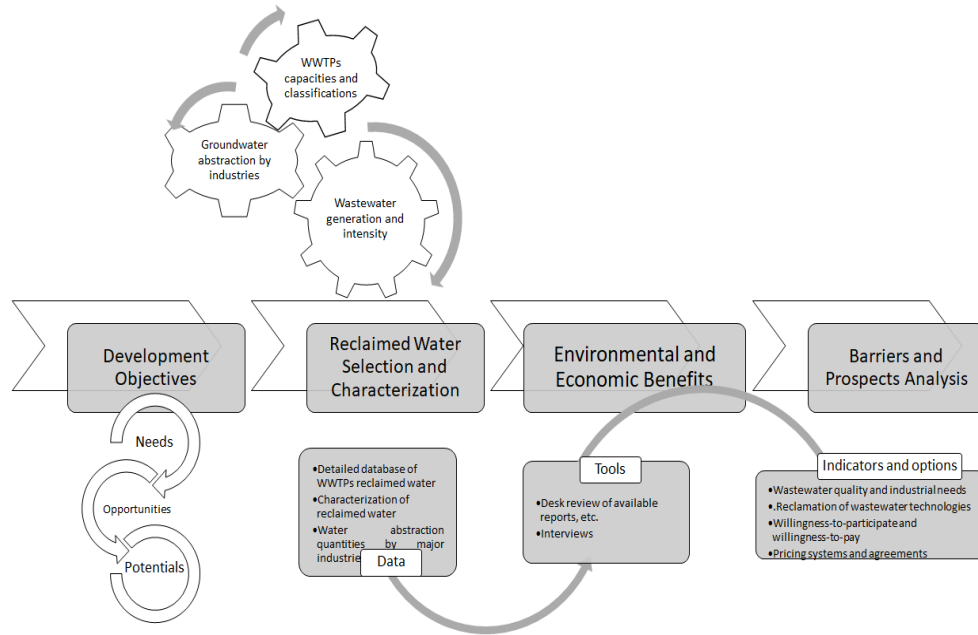 WWTPs
capacities and
classifications
Groundwater
abstraction by
industries
Wastewater
generation and
intensity
Development
Objectives
Reclaimed Water
Selection and
Characterization
Environmental and
Economic Benefits
Barriers and
Prospects Analysis
Needs
Opportunities
Potentials
•Detailed database of
WWTPs reclaimed water
•Characterization of
reclaimed water
•Water abstraction
quantities by major
industrie
Data
Tools
•Desk review of available
reports, etc.
•Interviews
Indicators and options
•Wastewater quality and industrial needs
•.Reclamation of wastewater technologies
•Willingness-to-participate and
willingness-to-pay
•Pricing systems and agreements